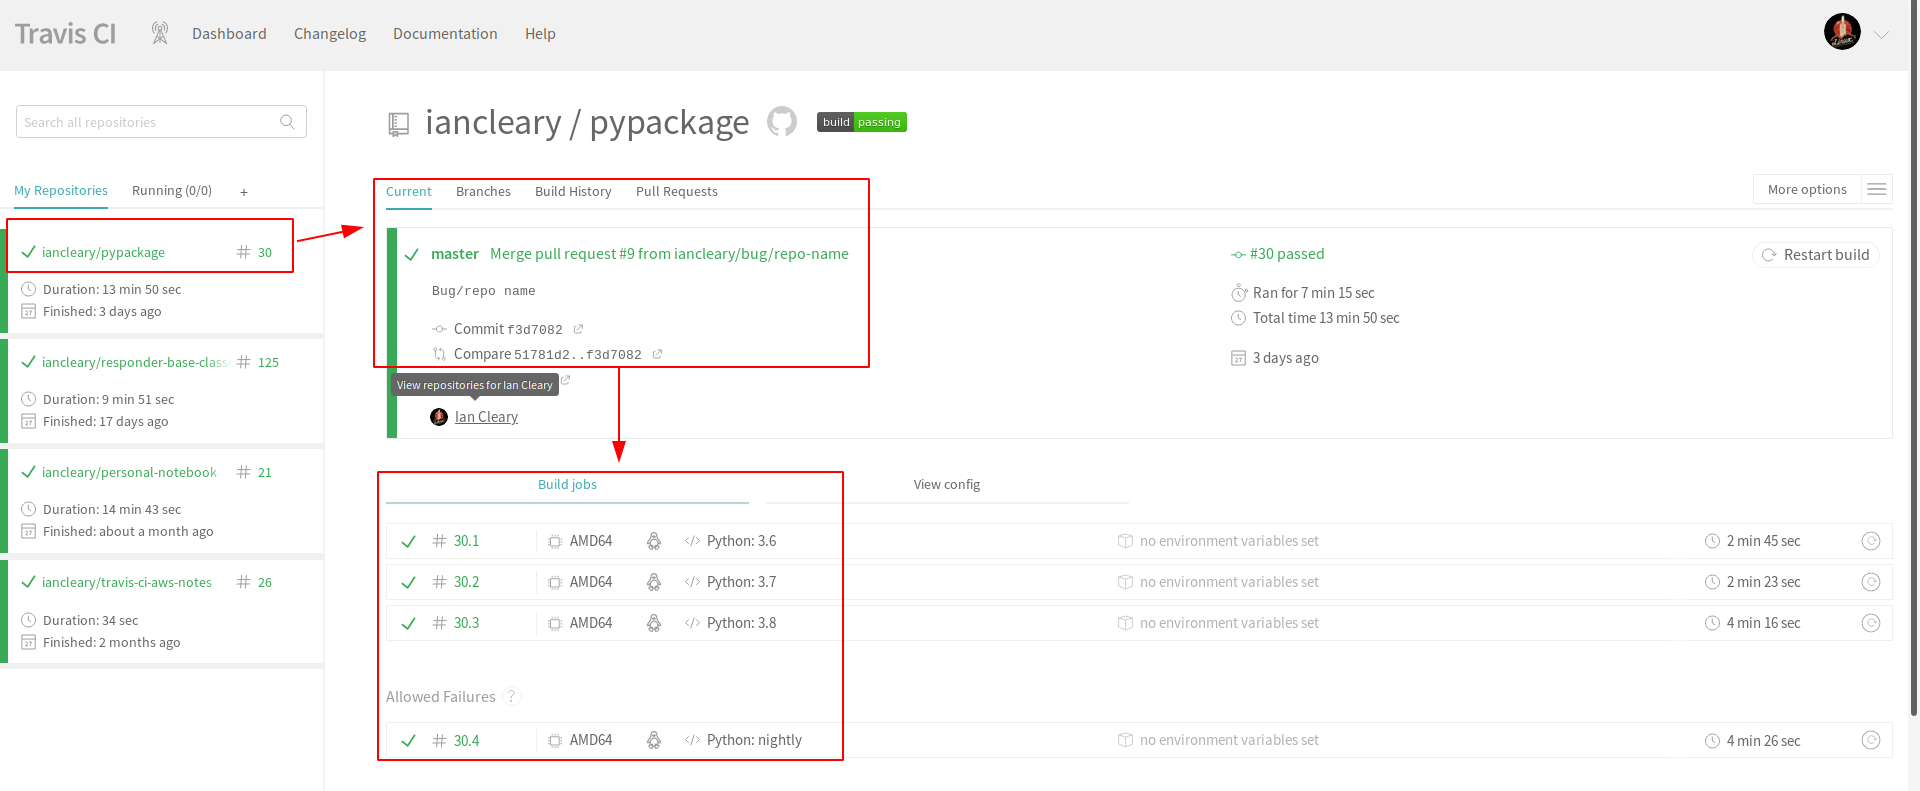 Travis CI Dashboard Changelog Documentation Help
Search all repositories
My Repositories Running (0/0) +
iancleary/pypackage # 30
Duration: 13 min 50 sec
Finished: 3 days ago
iancleary/responder-base-class # 125
Duration: 9 min 51 sec
Finished: 17 days ago
iancleary/personal-notebook # 21
Duration: 14 min 43 sec
Finished: about a month ago
iancleary/travis-ci-aws-notes # 26
Duration: 34 sec
Finished: 2 months ago
iancleary / pypackage build passing
Current Branches Build History Pull Requests More options
master Merge pull request #9 from iancleary/bug/repo-name
Bug/repo name
Commit f3d7082
Compare 51781d2..f3d7082
View repositories for Ian Cleary
Ian Cleary
#30 passed
Ran for 7 min 15 sec
Total time 13 min 50 sec
3 days ago
Restart build
Build jobs View config
# 30.1 AMD64 </> Python: 3.6 no environment variables set 2 min 45 sec
# 30.2 AMD64 </> Python: 3.7 no environment variables set 2 min 23 sec
# 30.3 AMD64 </> Python: 3.8 no environment variables set 4 min 16 sec
Allowed Failures ?
# 30.4 AMD64 </> Python: nightly no environment variables set 4 min 26 sec